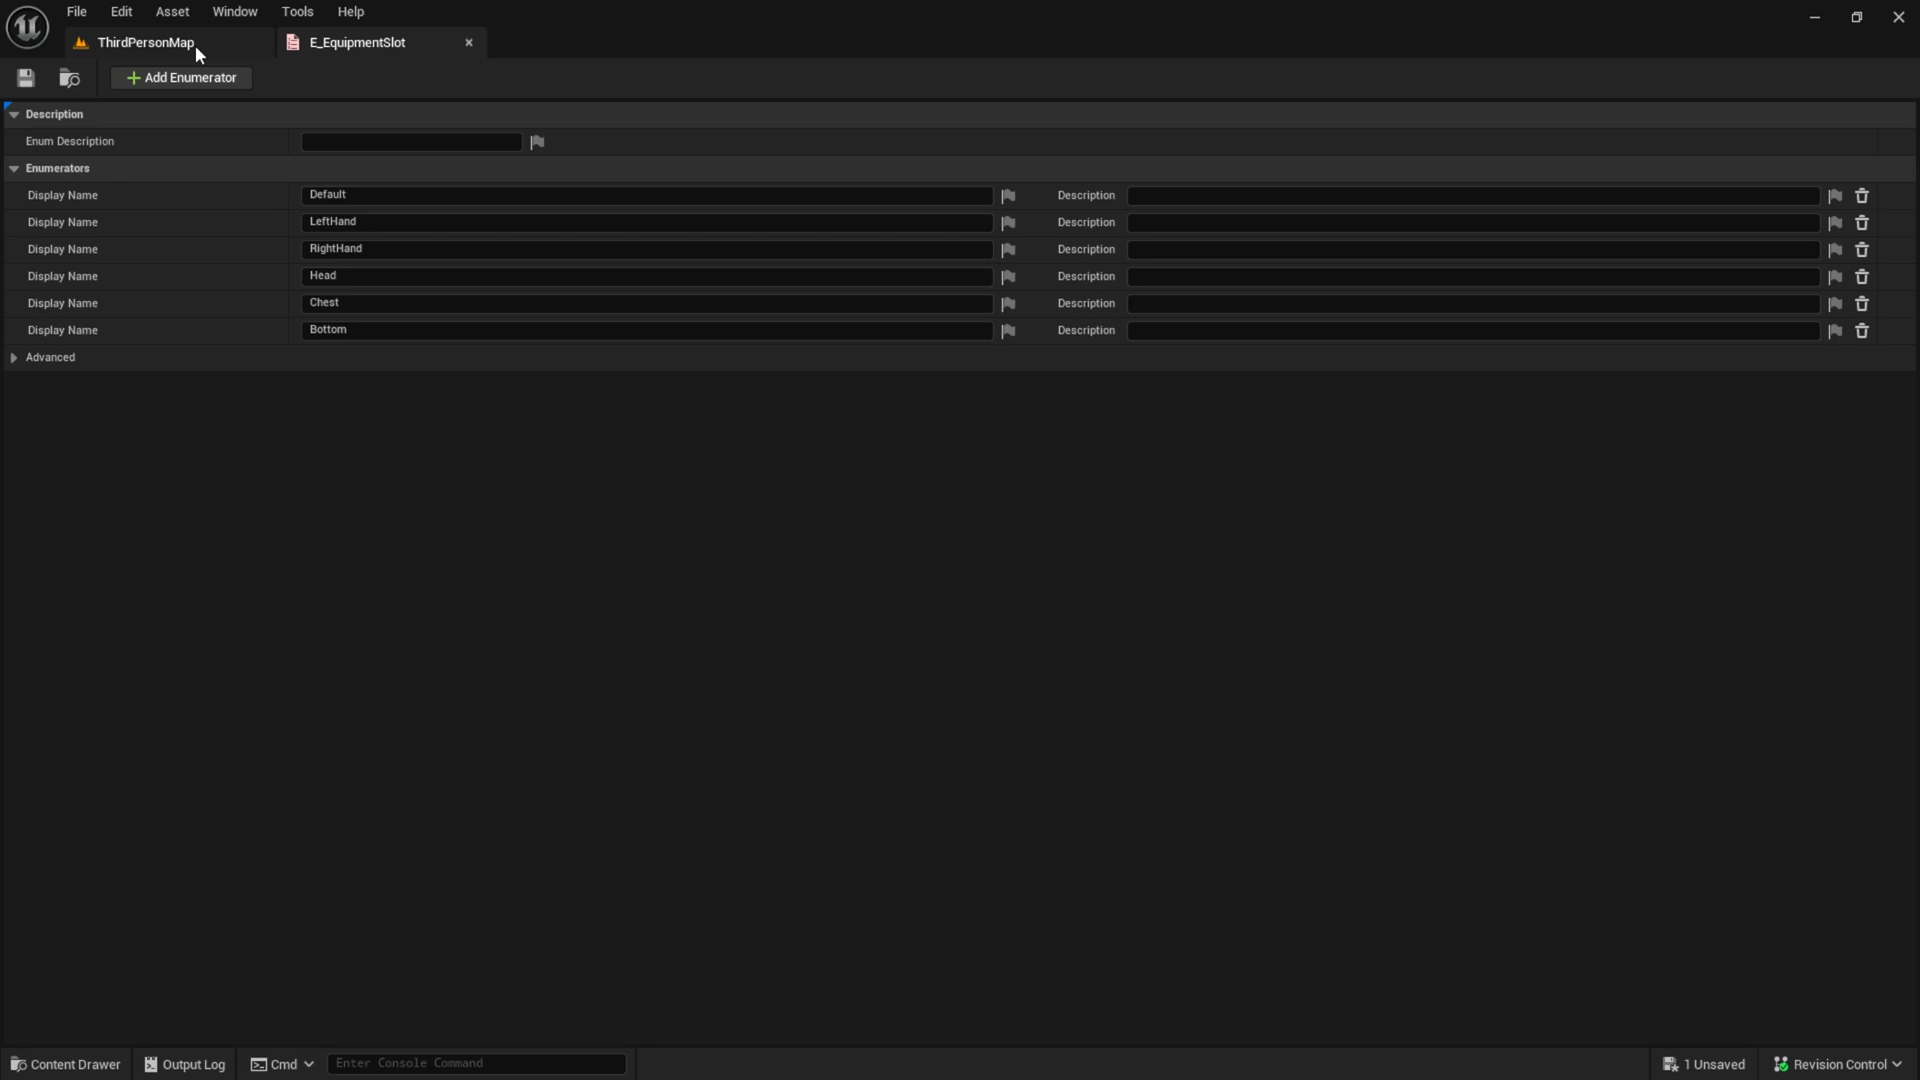 File Edit Asset Window Tools Help
ThirdPersonMap E_EquipmentSlot
Add Enumerator
Description
Enum Description
Enumerators
Display Name Default Description
Display Name LeftHand Description
Display Name RightHand Description
Display Name Head Description
Display Name Chest Description
Display Name Bottom Description
Advanced
Content Drawer Output Log Cmd Enter Console Command 1 Unsaved Revision Control